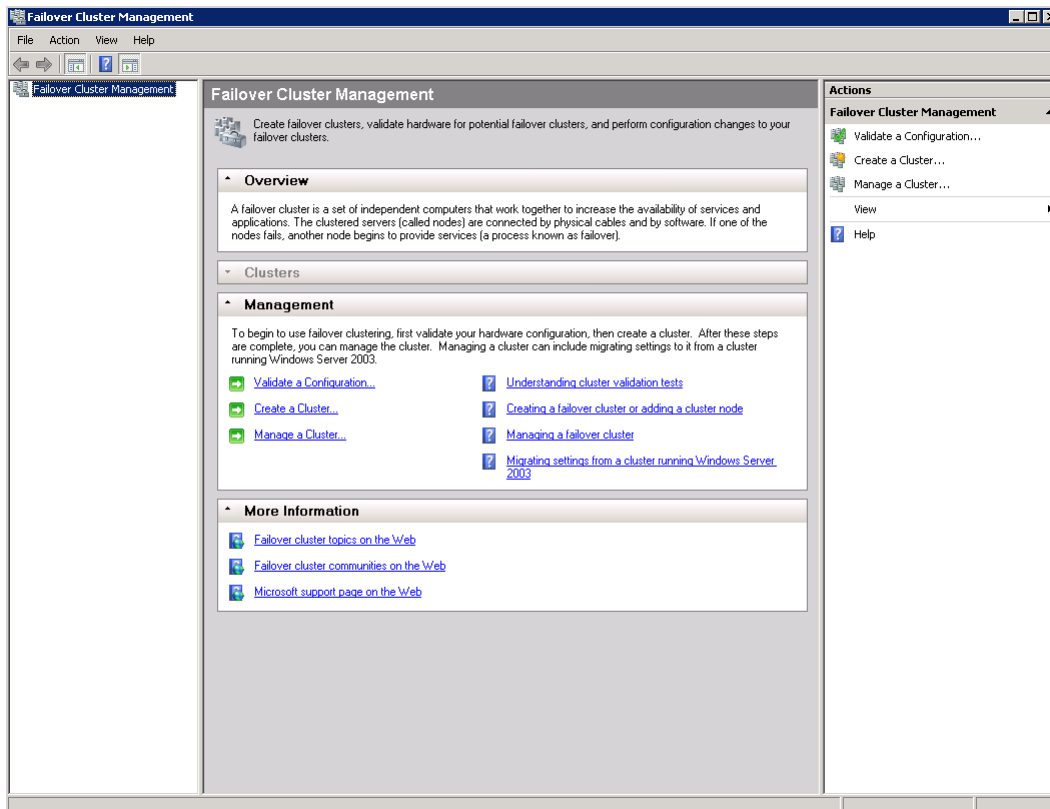 Failover Cluster Management
File Action View Help
Failover Cluster Management
Failover Cluster Management
Create failover clusters, validate hardware for potential failover clusters, and perform configuration changes to your
failover clusters.
Overview
A failover cluster is a set of independent computers that work together to increase the availability of services and
applications. The clustered servers (called nodes) are connected by physical cables and by software. If one of the
nodes fails, another node begins to provide services (a process known as failover).
Clusters
Management
To begin to use failover clustering, first validate your hardware configuration, then create a cluster. After these steps
are complete, you can manage the cluster. Managing a cluster can include migrating settings to it from a cluster
running Windows Server 2003.
Validate a Configuration...
Understanding cluster validation tests
Create a Cluster...
Creating a failover cluster or adding a cluster node
Manage a Cluster...
Managing a failover cluster
Migrating settings from a cluster running Windows Server
2003
More Information
Failover cluster topics on the Web
Failover cluster communities on the Web
Microsoft support page on the Web
Actions
Failover Cluster Management
Validate a Configuration...
Create a Cluster...
Manage a Cluster...
View
Help